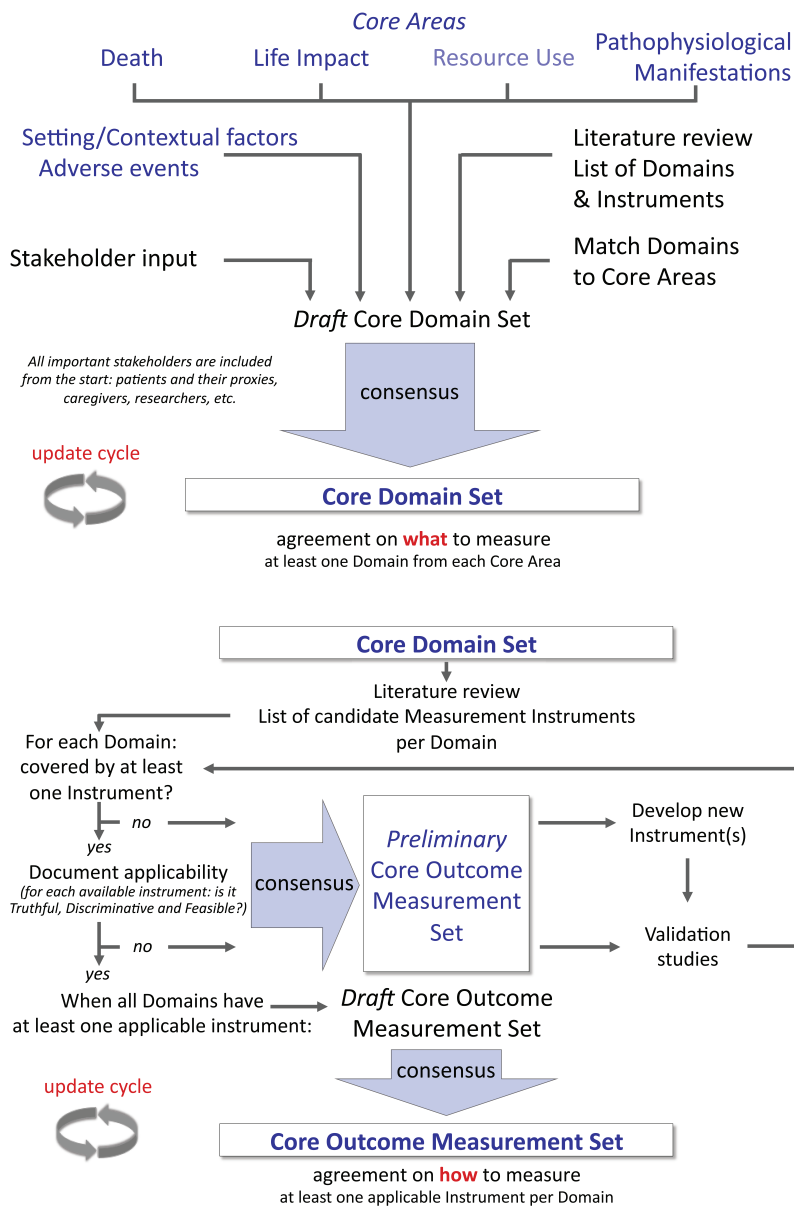 Core Areas
Death
Life Impact
Resource Use
Pathophysiological
Manifestations
Setting/Contextual factors
Adverse events
Literature review
List of Domains
& Instruments
Stakeholder input
Match Domains
to Core Areas
Draft Core Domain Set
All important stakeholders are included
from the start: patients and their proxies,
caregivers, researchers, etc.
consensus
update cycle
Core Domain Set
agreement on what to measure
at least one Domain from each Core Area
Core Domain Set
Literature review
List of candidate Measurement Instruments
per Domain
For each Domain:
covered by at least
one Instrument?
no
yes
Document applicability
(for each available instrument: is it
Truthful, Discriminative and Feasible?)
no
yes
consensus
Preliminary
Core Outcome
Measurement
Set
Develop new
Instrument(s)
Validation
studies
When all Domains have
at least one applicable instrument:
Draft Core Outcome
Measurement Set
consensus
update cycle
Core Outcome Measurement Set
agreement on how to measure
at least one applicable Instrument per Domain